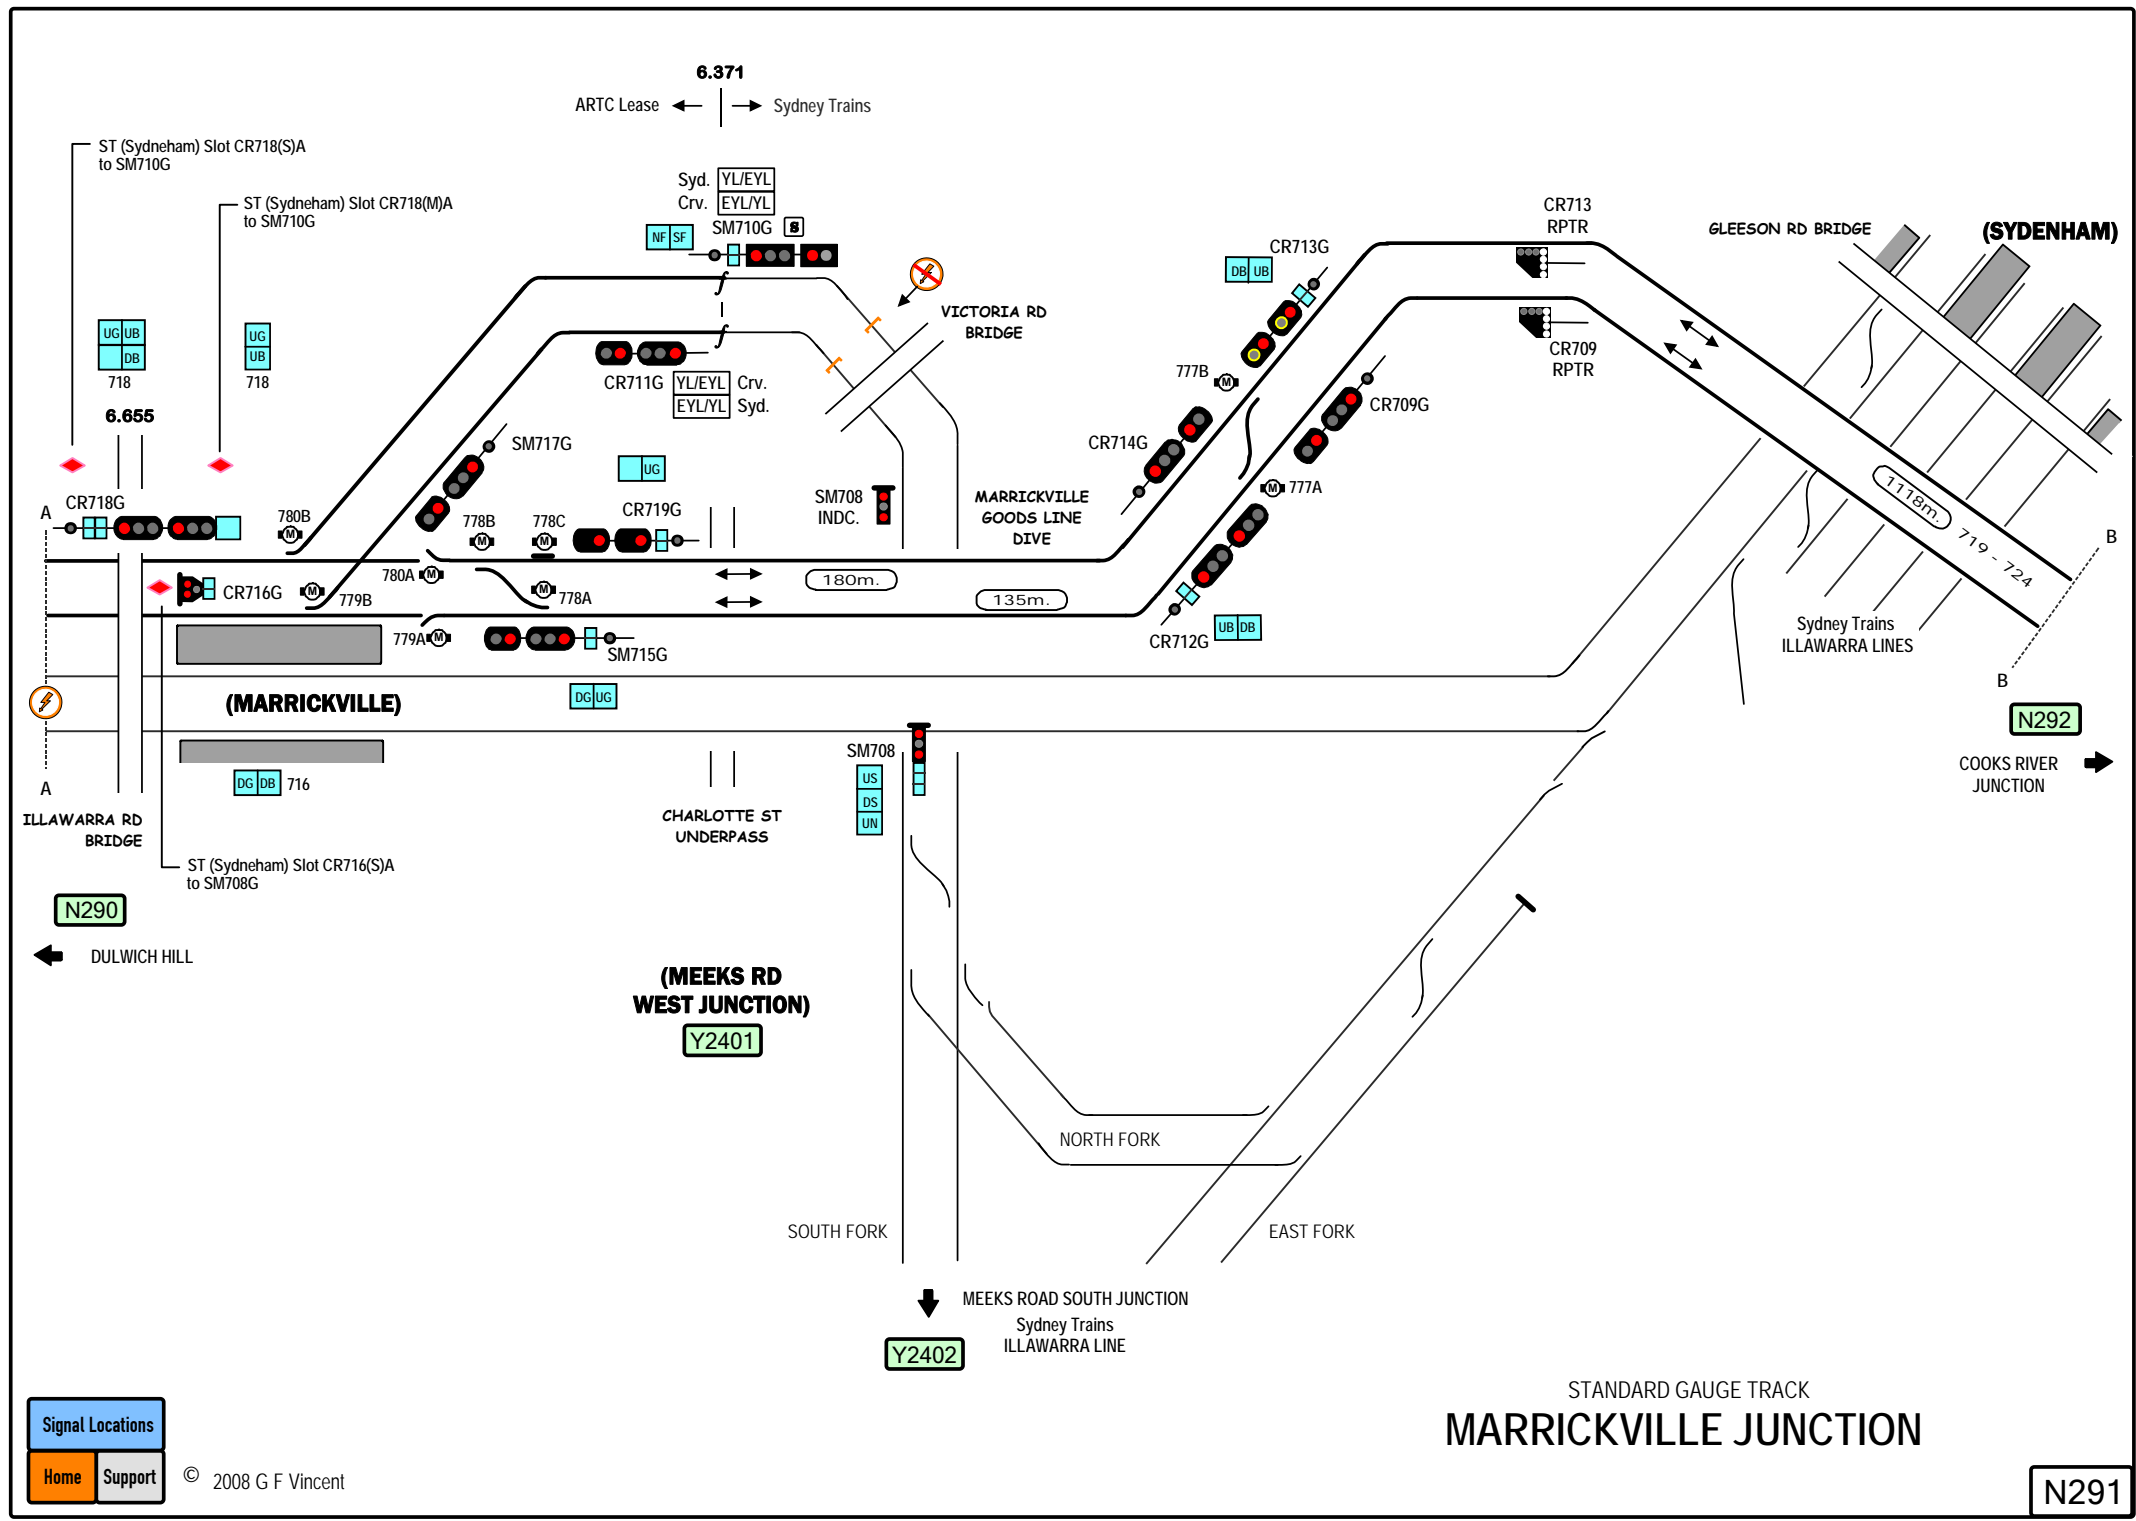 6.371
ARTC Lease
Sydney Trains
ST (Sydneham) Slot CR718(S)A
to SM710G
ST (Sydneham) Slot CR718(M)A
to SM710G
Syd. YL/EYL
Crv. EYL/YL
SM710G S
NF SF
CR713
RPTR
GLEESON RD BRIDGE
(SYDENHAM)
CR713G
DB UB
VICTORIA RD
BRIDGE
UG UB
DB
718
UG
UB
718
6.655
CR711G YL/EYL Crv.
EYL/YL Syd.
CR709
RPTR
777B
CR709G
SM717G
CR714G
UG
777A
A
CR718G
780B
778B
778C
CR719G
SM708
INDC.
MARRICKVILLE
GOODS LINE
DIVE
1118m.
719 - 724
B
780A
M
M
M
M
M
M
M
M
M
180m.
135m.
CR716G
779B
778A
779A
SM715G
CR712G
UB DB
Sydney Trains
ILLAWARRA LINES
B
(MARRICKVILLE)
DG UG
N292
SM708
US
DS
UN
COOKS RIVER
JUNCTION
A
DG DB 716
ILLAWARRA RD
BRIDGE
CHARLOTTE ST
UNDERPASS
ST (Sydneham) Slot CR716(S)A
to SM708G
N290
DULWICH HILL
(MEEKS RD
WEST JUNCTION)
Y2401
NORTH FORK
SOUTH FORK
EAST FORK
MEEKS ROAD SOUTH JUNCTION
Sydney Trains
ILLAWARRA LINE
Y2402
STANDARD GAUGE TRACK
MARRICKVILLE JUNCTION
Signal Locations
Home
Support
© 2008 G F Vincent
N291